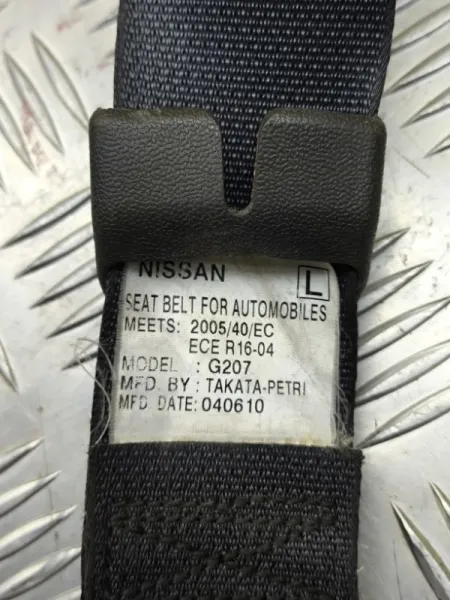 NISSAN L
SEAT BELT FOR AUTOMOBILES
MEETS: 2005/40/EC
ECE R16-04
MODEL : G207
MFD. BY : TAKATA-PETRI
MFD. DATE: 040610